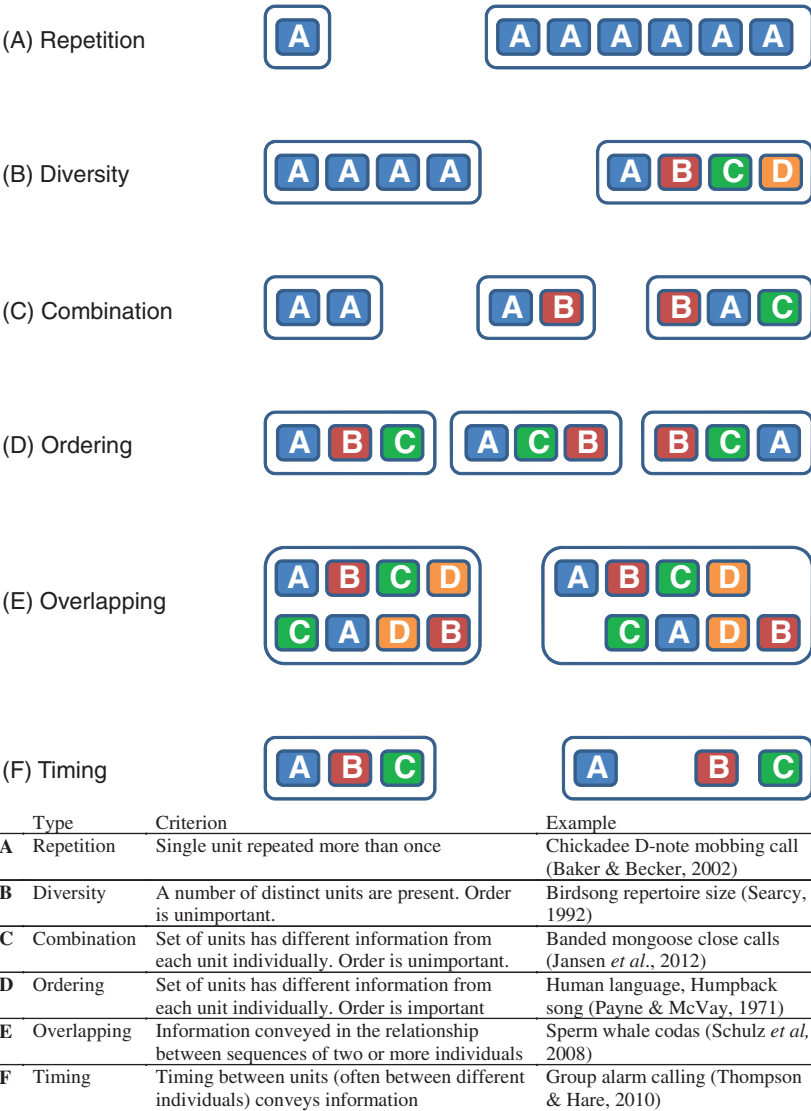 (A) Repetition A A A A A A A
(B) Diversity A A A A A B C D
(C) Combination A A A B B A C
(D) Ordering A B C A C B B C A
A B C D A B C D
(E) Overlapping
C A D B C A D B
(F) Timing A B C A B C
Type Criterion Example
A Repetition Single unit repeated more than once Chickadee D-note mobbing call
(Baker & Becker, 2002)
B Diversity A number of distinct units are present. Order Birdsong repertoire size (Searcy,
is unimportant. 1992)
C Combination Set of units has different information from Banded mongoose close calls
each unit individually. Order is unimportant. (Jansen et al., 2012)
D Ordering Set of units has different information from Human language, Humpback
each unit individually. Order is important song (Payne & McVay, 1971)
E Overlapping Information conveyed in the relationship Sperm whale codas (Schulz et al,
between sequences of two or more individuals 2008)
F Timing Timing between units (often between different Group alarm calling (Thompson
individuals) conveys information & Hare, 2010)